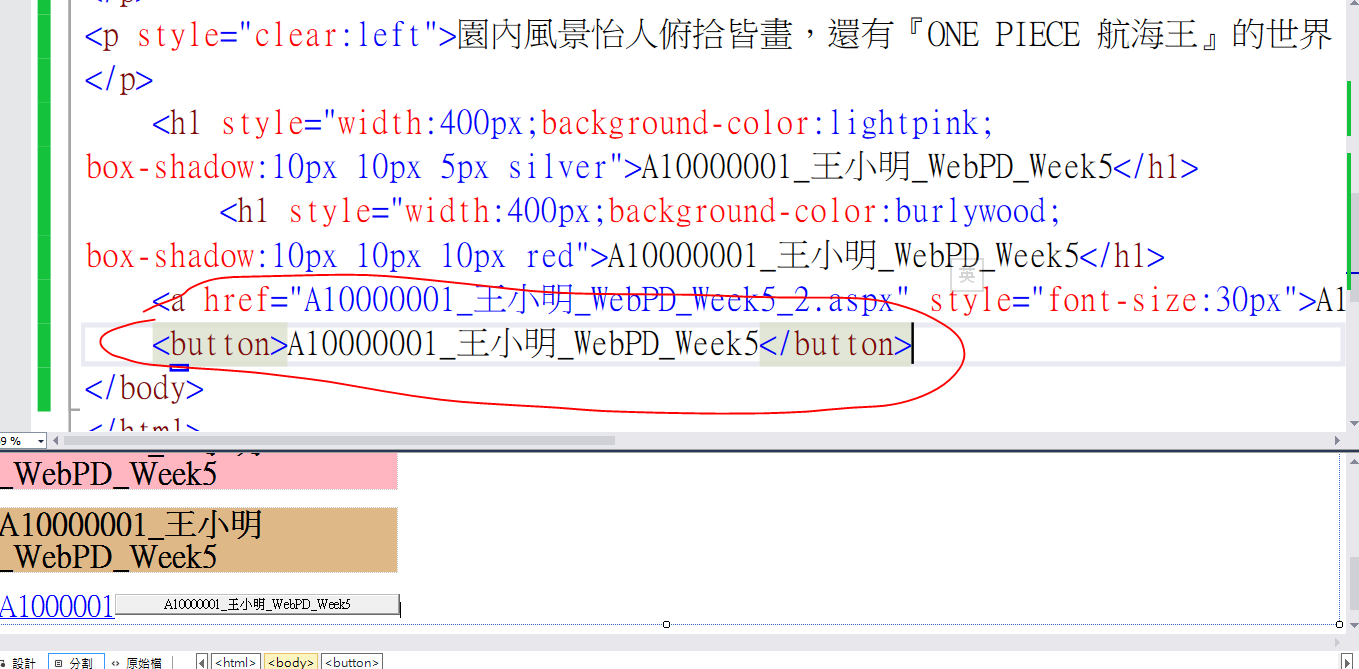 <p style="clear:left">園內風景怡人俯拾皆畫，還有『ONE PIECE 航海王』的世界
</p>
<h1 style="width:400px;background-color:lightpink;
box-shadow:10px 10px 5px silver">A10000001_王小明_WebPD_Week5</h1>
<h1 style="width:400px;background-color:burlywood;
box-shadow:10px 10px 10px red">A10000001_王小明_WebPD_Week5</h1>
英
<a href="A10000001_王小明_WebPD_Week5_2.aspx" style="font-size:30px">A1
<button>A10000001_王小明_WebPD_Week5</button>
</body>
</html>
9 %
_WebPD_Week5
A10000001_王小明
_WebPD_Week5
A1000001 A10000001_王小明_WebPD_Week5
設計 分割 原始檔 <html> <body> <button>